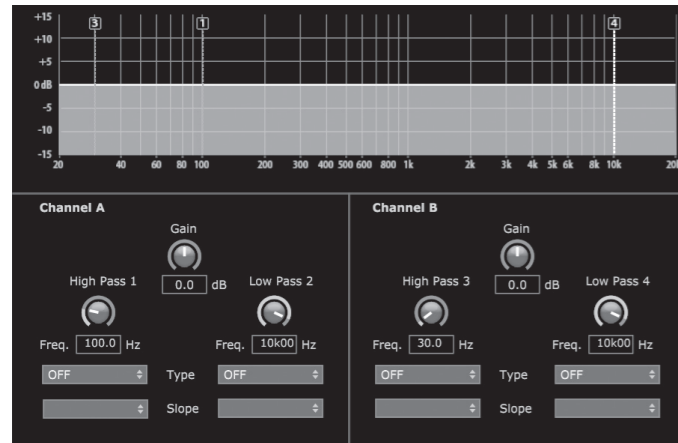 +15
+10
+5
0 dB
-5
-10
-15
3 1 4
20 40 60 80 100 200 300 400 500 600 800 1k 2k 3k 4k 5k 6k 8k 10k 20
Channel A
Gain
High Pass 1 0.0 dB Low Pass 2
Freq. 100.0 Hz Freq. 10k00 Hz
OFF Type OFF
Slope
Channel B
Gain
High Pass 3 0.0 dB Low Pass 4
Freq. 30.0 Hz Freq. 10k00 Hz
OFF Type OFF
Slope